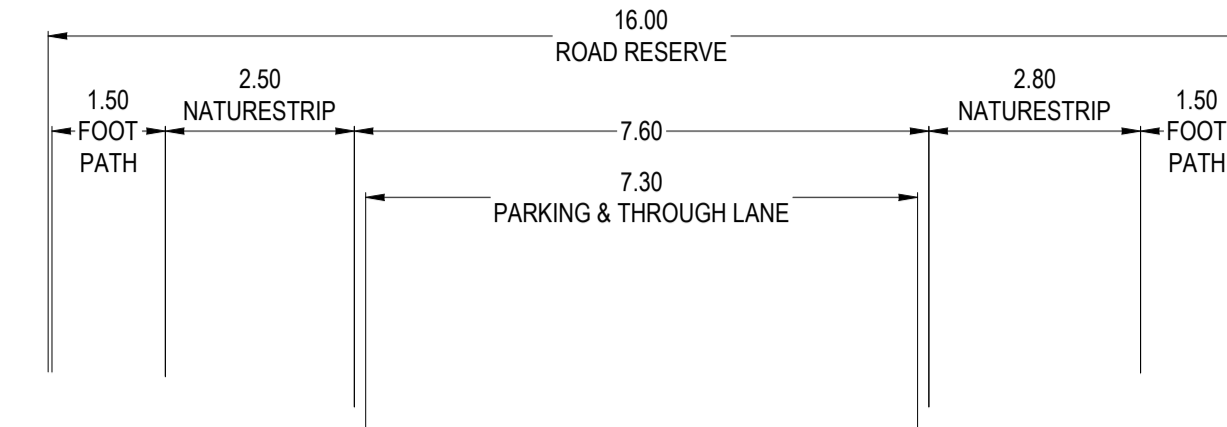 16.00
ROAD RESERVE
1.50
FOOT
PATH
2.50
NATURESTRIP
7.60
2.80
NATURESTRIP
1.50
FOOT
PATH
7.30
PARKING & THROUGH LANE